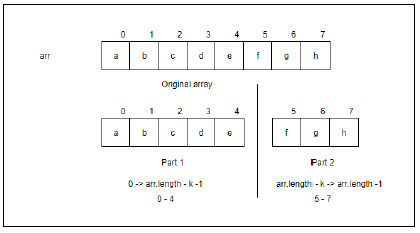 0 1 2 3 4 5 6 7
arr a b c d e f g h
Original array
0 1 2 3 4 5 6 7
a b c d e f g h
Part 1 Part 2
0 -> arr.length - k -1 arr.length - k -> arr.length -1
0 - 4 5 - 7